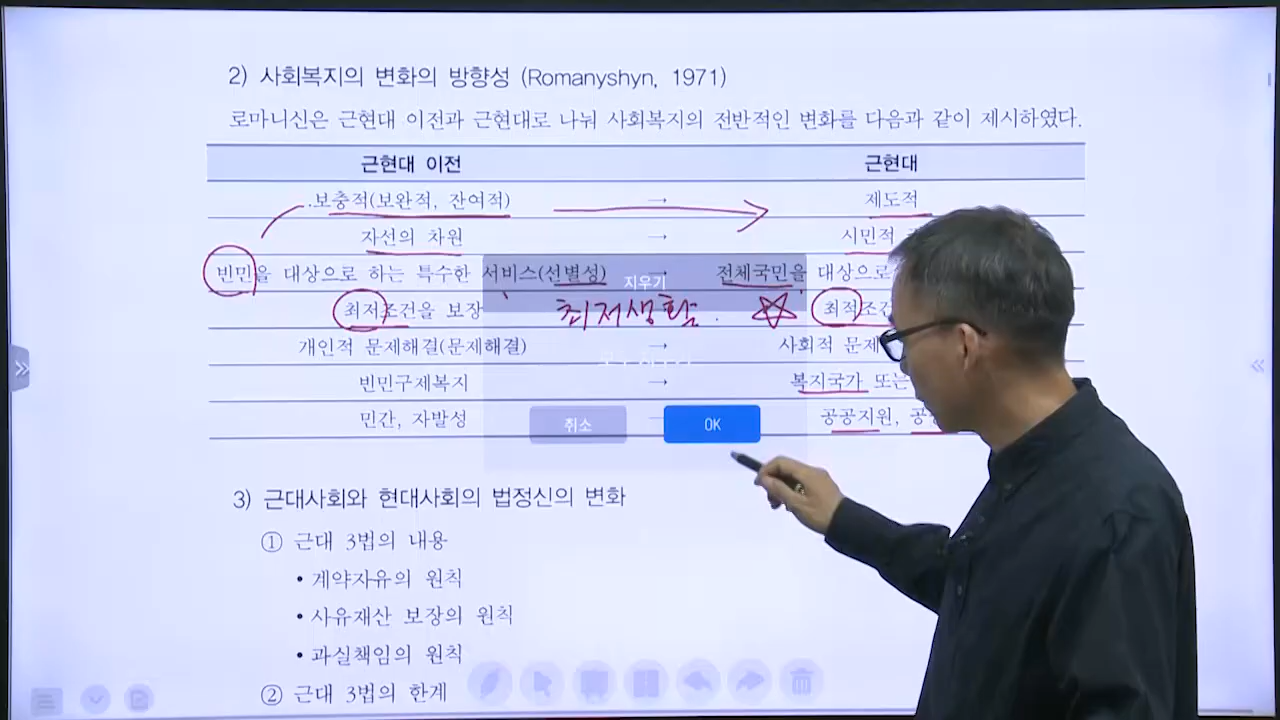 2) 사회복지의 변화의 방향성 (Romanyshyn, 1971)
로마니신은 근현대 이전과 근현대로 나눠 사회복지의 전반적인 변화를 다음과 같이 제시하였다.
근현대 이전 근현대
보충적(보완적, 잔여적) → 제도적
자선의 차원 → 시민적
빈민을 대상으로 하는 특수한 서비스(선별성) → 전체국민을 대상으로
지우기
최저조건을 보장 최저생활. 최적조건
개인적 문제해결(문제해결) → 사회적 문제
빈민구제복지 → 복지국가 또는
민간, 자발성 공공지원, 공공
취소 OK
3) 근대사회와 현대사회의 법정신의 변화
① 근대 3법의 내용
• 계약자유의 원칙
• 사유재산 보장의 원칙
• 과실책임의 원칙
② 근대 3법의 한계